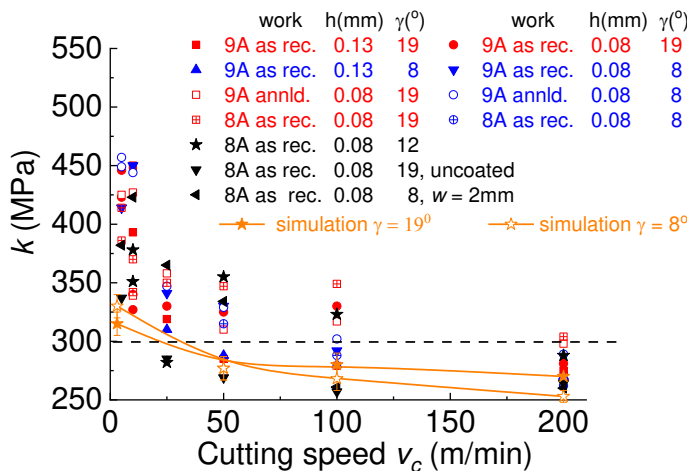 work h(mm) γ(°) work h(mm) γ(°)
9A as rec. 0.13 19 9A as rec. 0.08 19
9A as rec. 0.13 8 9A as rec. 0.08 8
9A annld. 0.08 19 9A annld. 0.08 8
8A as rec. 0.08 19 8A as rec. 0.08 8
8A as rec. 0.08 12
8A as rec. 0.08 19, uncoated
8A as rec. 0.08 8, w = 2mm
simulation γ = 19⁰ simulation γ = 8°
550
500
450
400
350
300
250
k (MPa)
0 50 100 150 200
Cutting speed v_c (m/min)